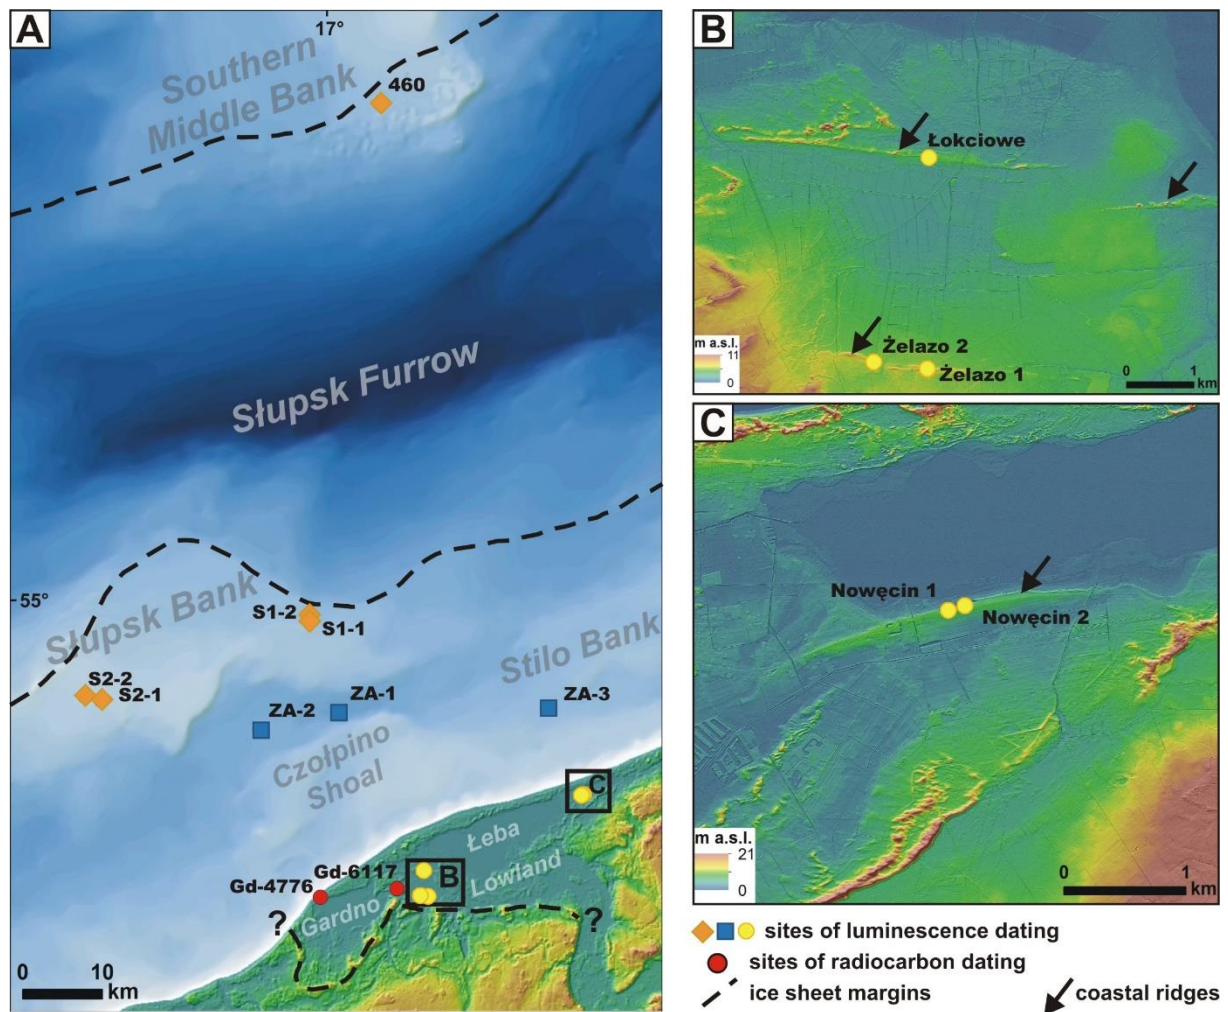 A
17°
Southern
Middle Bank
460
Słupsk Furrow
55°
Słupsk Bank
S1-2
S1-1
Stilo Bank
S2-2
S2-1
ZA-1
ZA-2
ZA-3
Czołpino
Shoal
C
Łeba
Gd-6117
Gd-4776
B
Lowland
Gardno
?
?
0 10
km
B
Łokciowe
Żelazo 2
Żelazo 1
m a.s.l.
11
0
0 1
km
C
Nowęcin 1
Nowęcin 2
m a.s.l.
21
0
0 1
km
sites of luminescence dating
sites of radiocarbon dating
ice sheet margins
coastal ridges